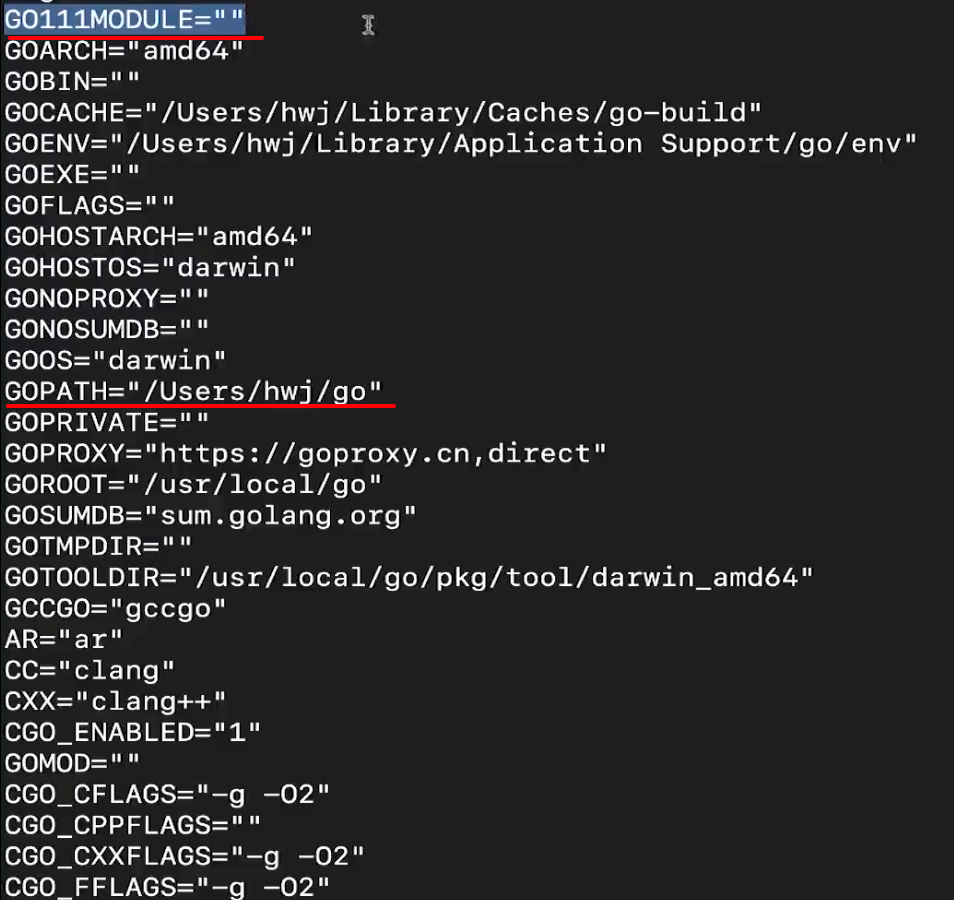 GO111MODULE=""
GOARCH="amd64"
GOBIN=""
GOCACHE="/Users/hwj/Library/Caches/go-build"
GOENV="/Users/hwj/Library/Application Support/go/env"
GOEXE=""
GOFLAGS=""
GOHOSTARCH="amd64"
GOHOSTOS="darwin"
GONOPROXY=""
GONOSUMDB=""
GOOS="darwin"
GOPATH="/Users/hwj/go"
GOPRIVATE=""
GOPROXY="https://goproxy.cn,direct"
GOROOT="/usr/local/go"
GOSUMDB="sum.golang.org"
GOTMPDIR=""
GOTOOLDIR="/usr/local/go/pkg/tool/darwin_amd64"
GCCGO="gccgo"
AR="ar"
CC="clang"
CXX="clang++"
CGO_ENABLED="1"
GOMOD=""
CGO_CFLAGS="-g -O2"
CGO_CPPFLAGS=""
CGO_CXXFLAGS="-g -O2"
CGO_FFLAGS="-g -O2"